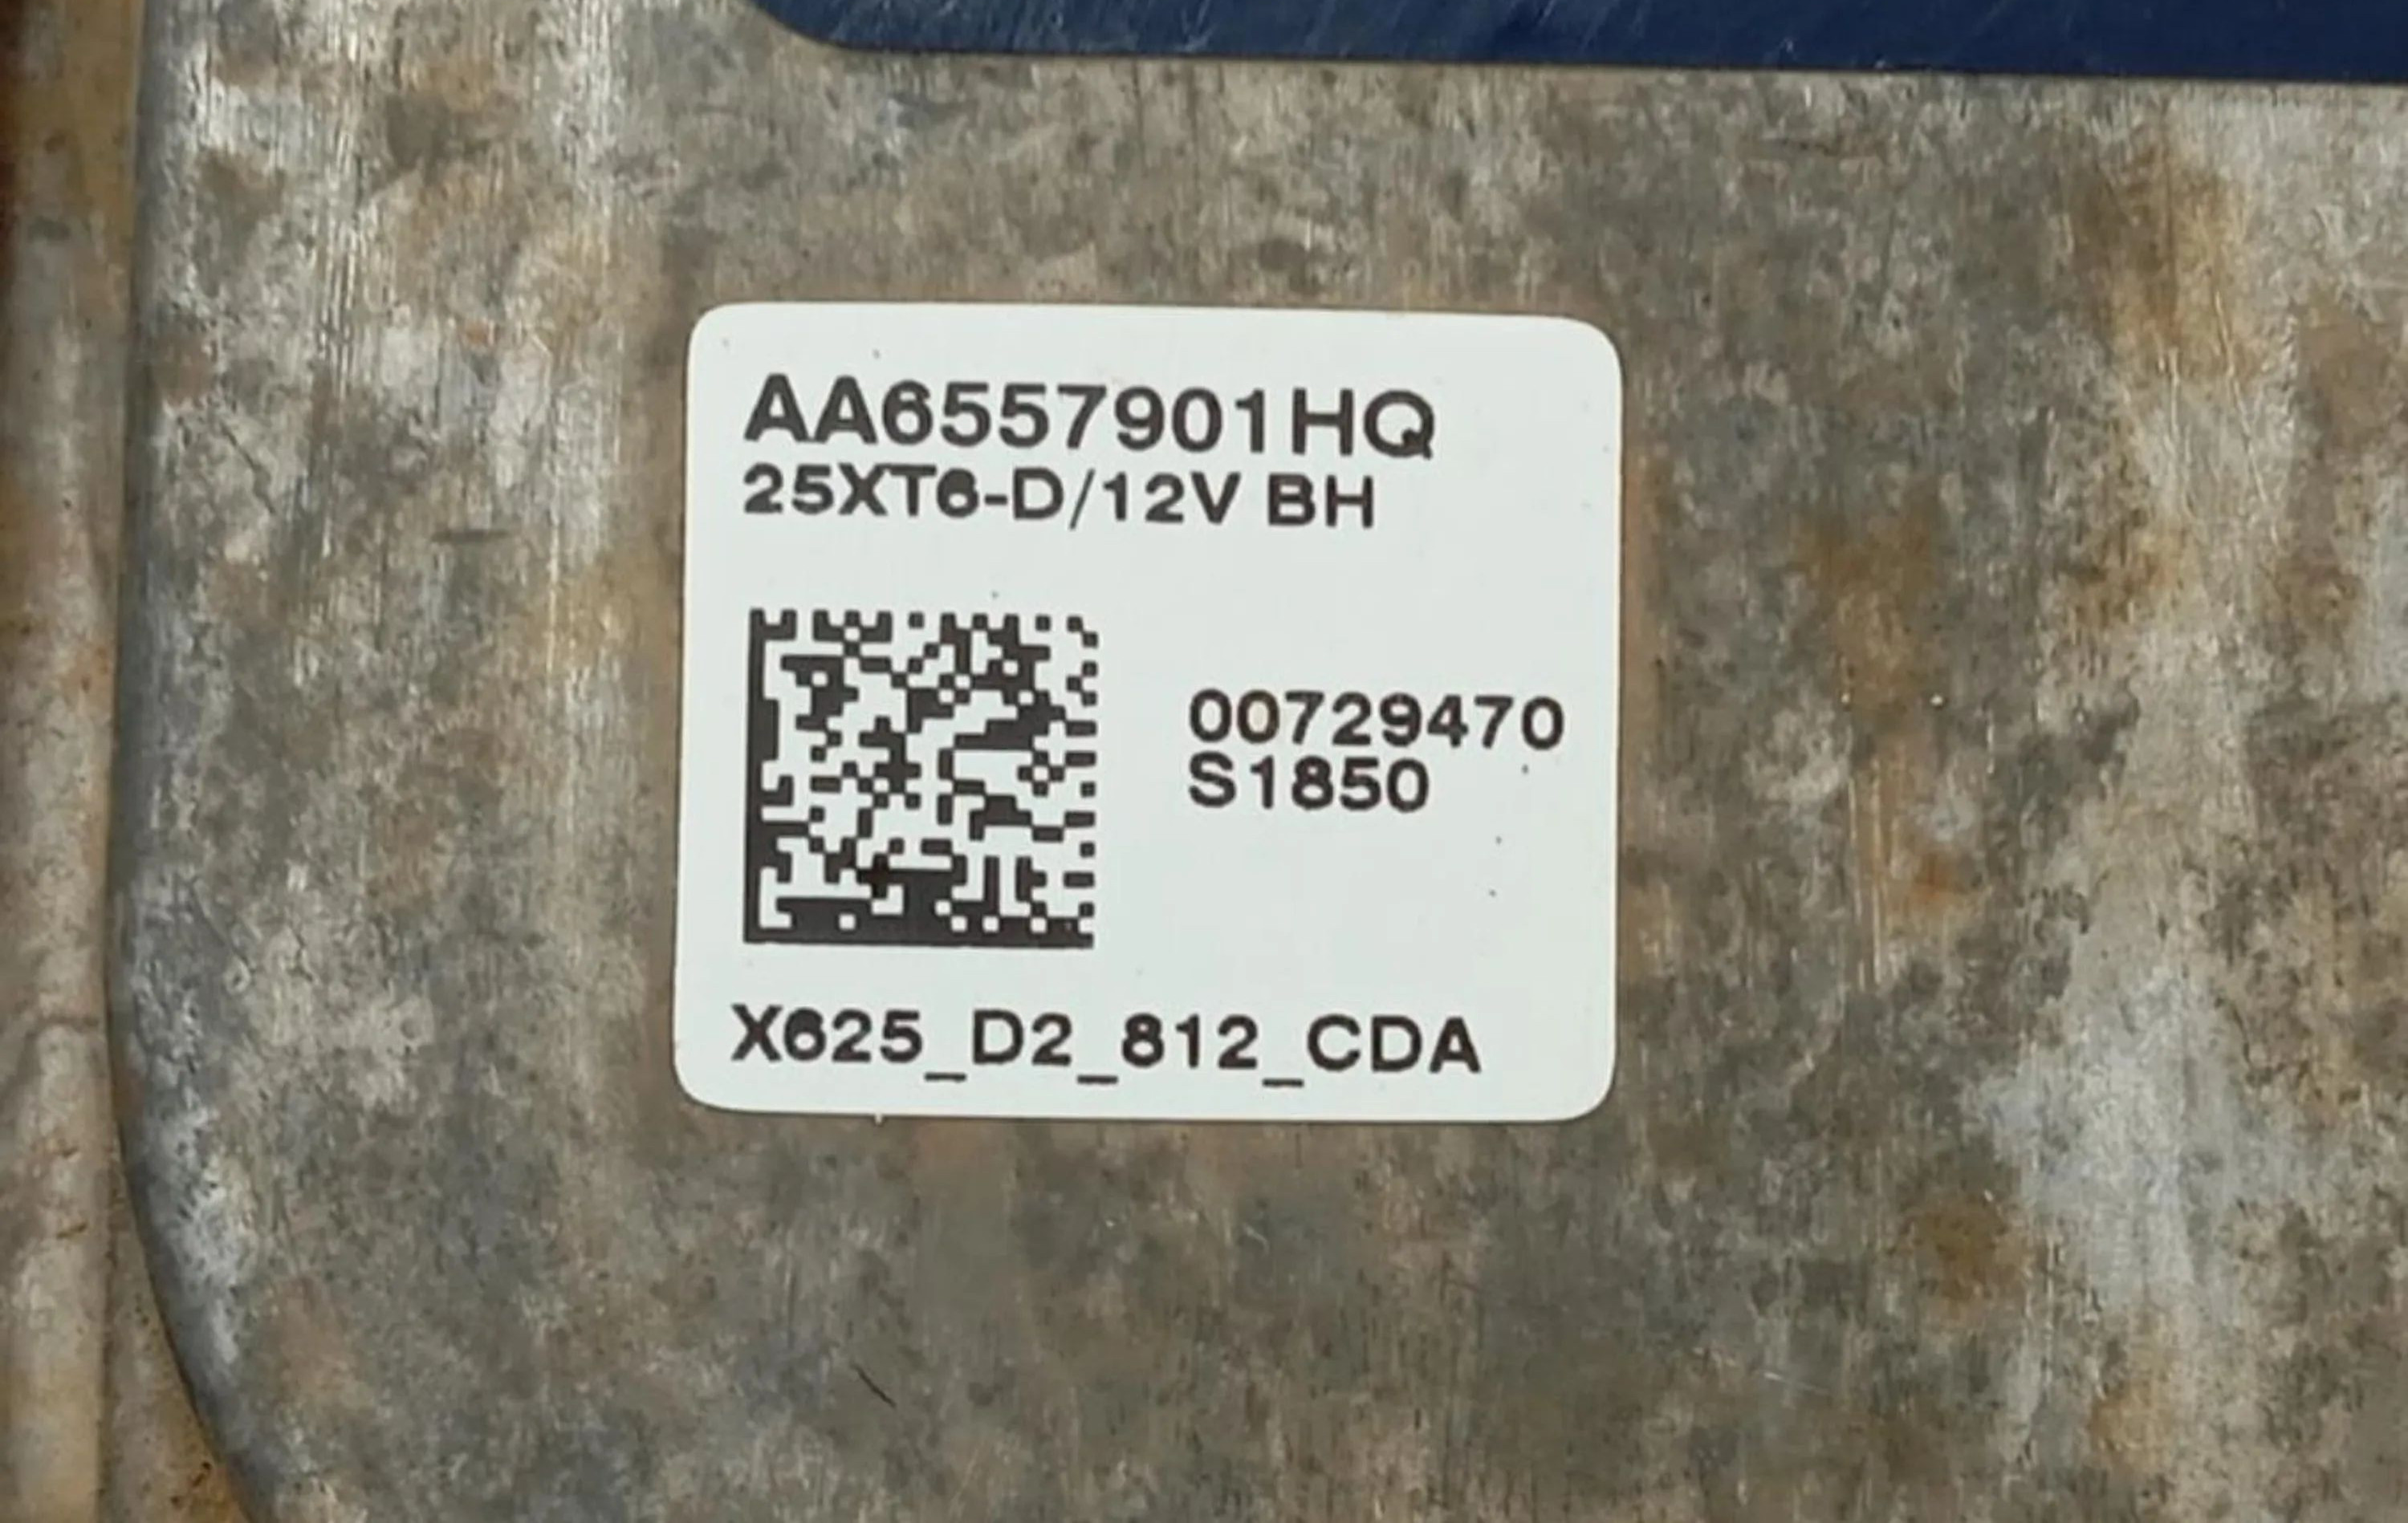 AA6557901HQ
25XT6-D/12V BH
00729470
S1850
X625_D2_812_CDA